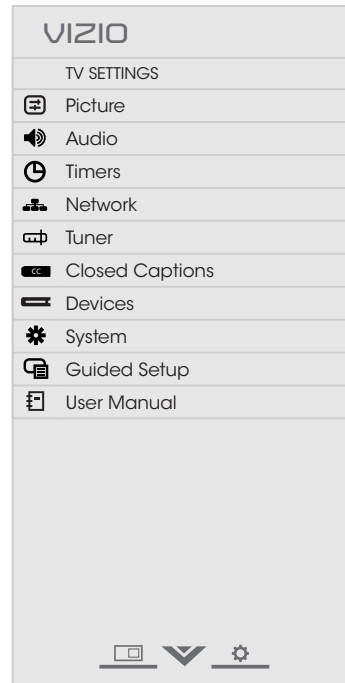 VIZIO
TV SETTINGS
Picture
Audio
Timers
Network
Tuner
CC Closed Captions
Devices
System
Guided Setup
User Manual